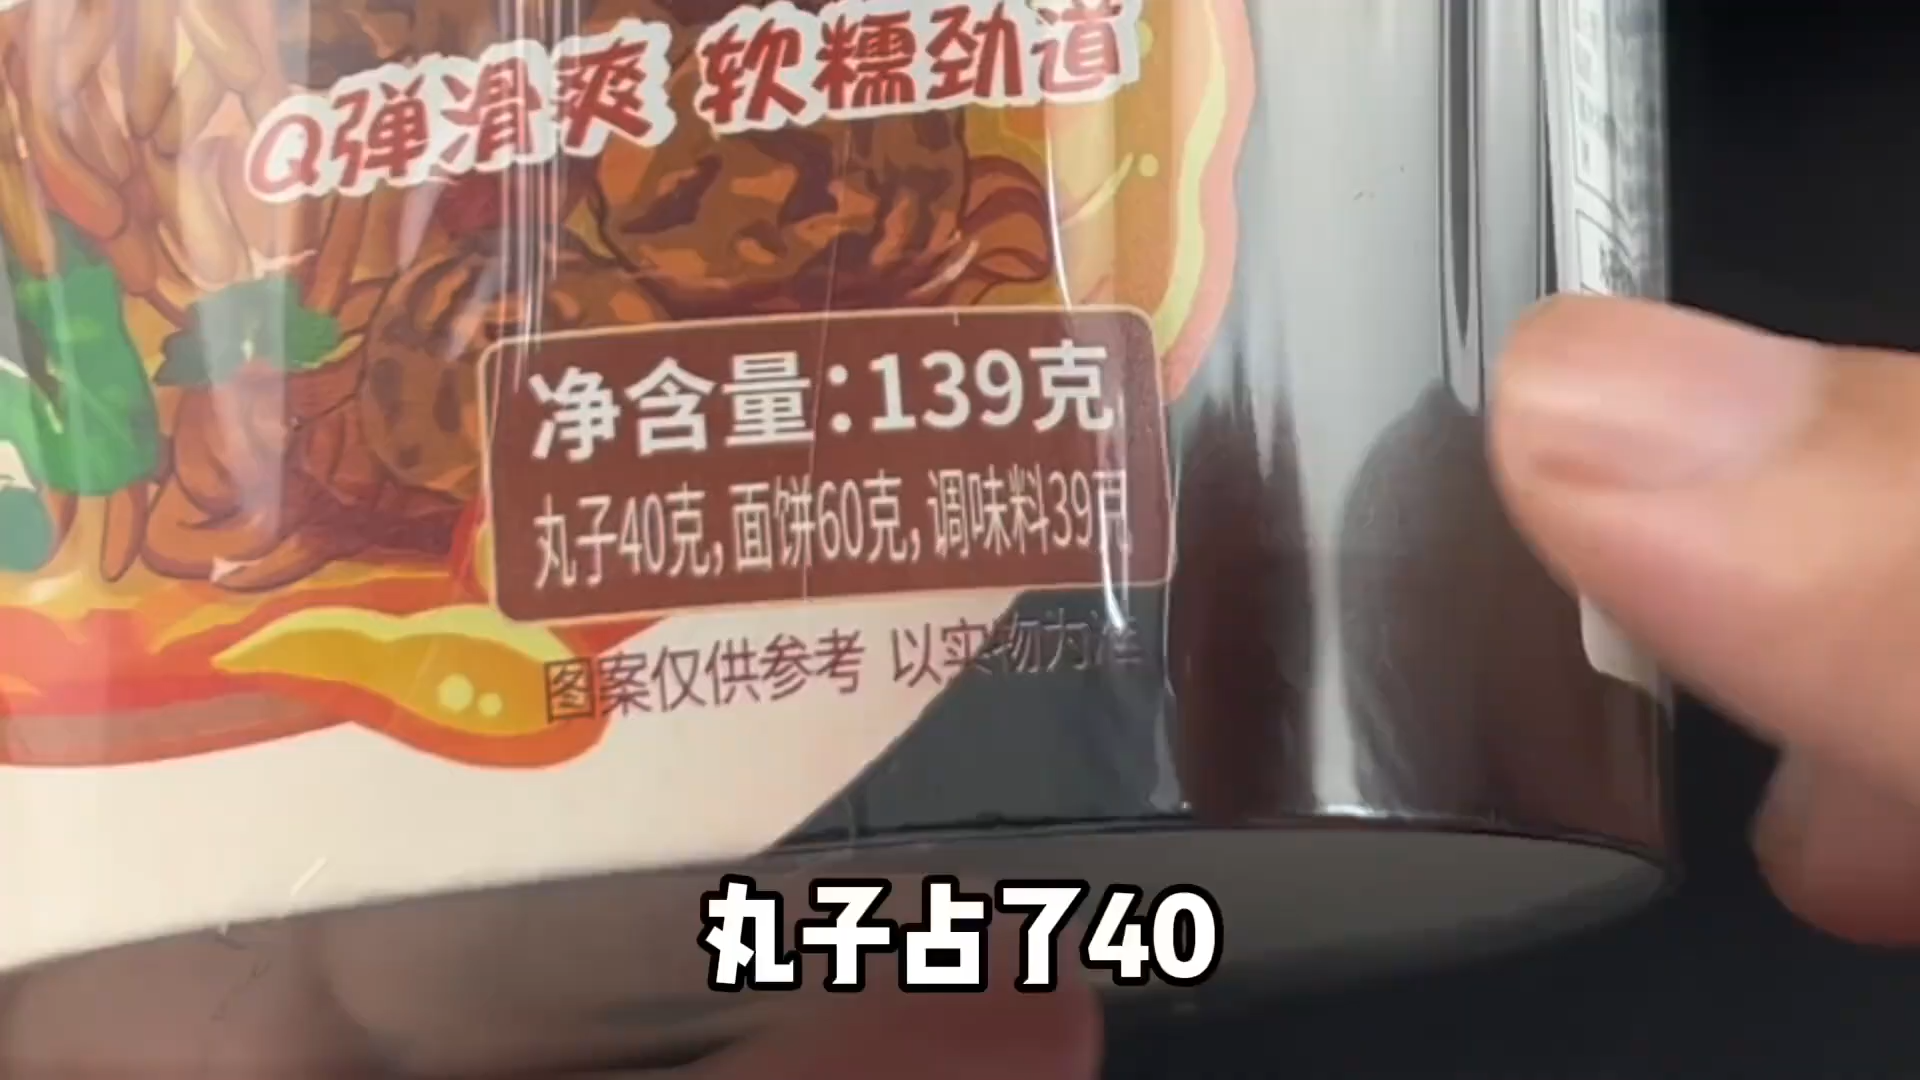 Q弹滑爽 软糯劲道
净含量:139克
丸子40克,面饼60克,调味料39克
图案仅供参考 以实物为准
丸子占了40